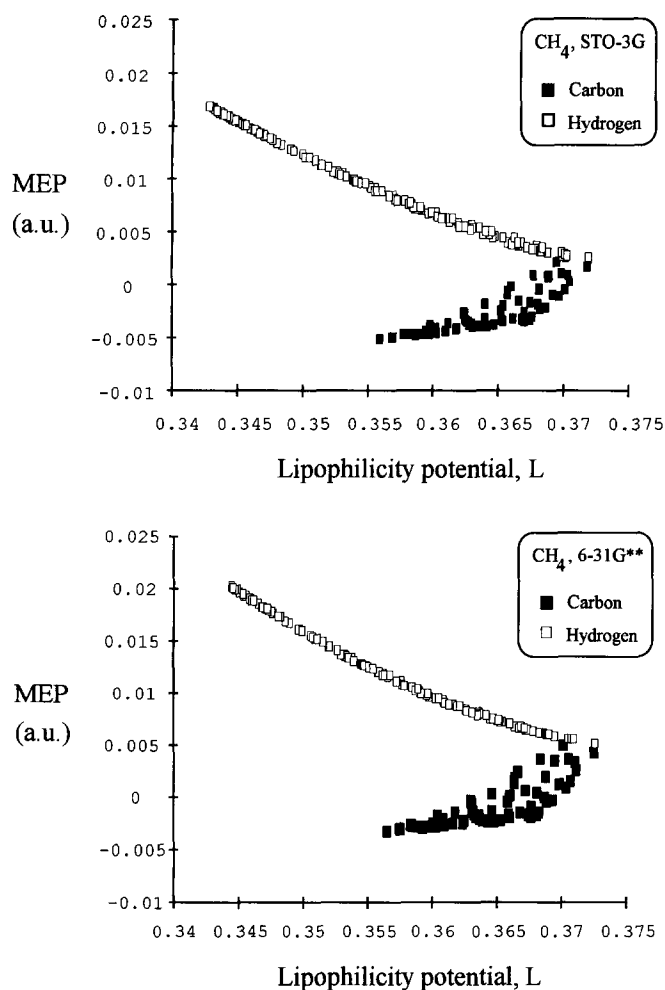 0.025
CH4, STO-3G
0.02
Carbon
0.015
Hydrogen
0.01
MEP
(a.u.)
0.005
0
-0.005
-0.01
0.34 0.345 0.35 0.355 0.36 0.365 0.37 0.375
Lipophilicity potential, L
0.025
CH4, 6-31G**
0.02
Carbon
0.015
Hydrogen
0.01
MEP
(a.u.)
0.005
0
-0.005
-0.01
0.34 0.345 0.35 0.355 0.36 0.365 0.37 0.375
Lipophilicity potential, L